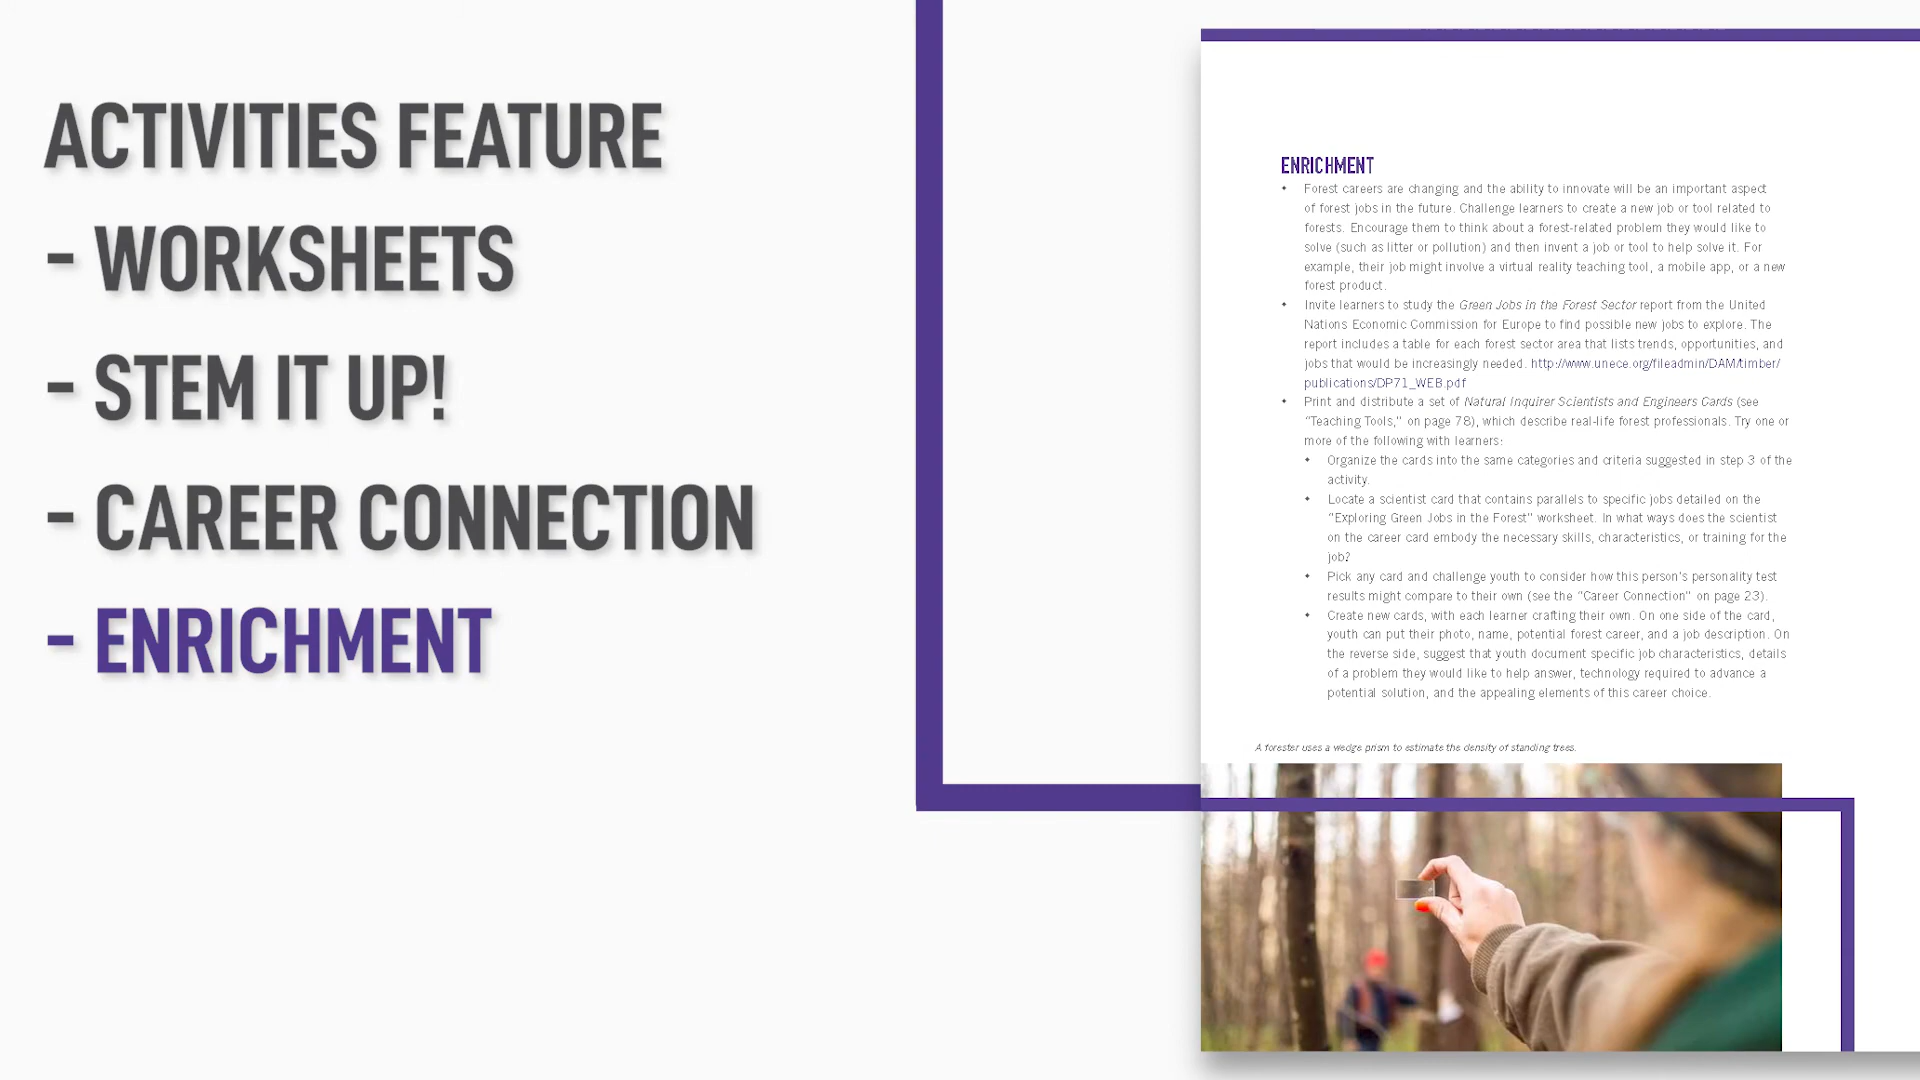 ACTIVITIES FEATURE
- WORKSHEETS
- STEM IT UP!
- CAREER CONNECTION
- ENRICHMENT
ENRICHMENT
• Forest careers are changing and the ability to innovate will be an important aspect
of forest jobs in the future. Challenge learners to create a new job or tool related to
forests. Encourage them to think about a forest-related problem they would like to
solve (such as litter or pollution) and then invent a job or tool to help solve it. For
example, their job might involve a virtual reality teaching tool, a mobile app, or a new
forest product.
• Invite learners to study the Green Jobs in the Forest Sector report from the United
Nations Economic Commission for Europe to find possible new jobs to explore. The
report includes a table for each forest sector area that lists trends, opportunities, and
jobs that would be increasingly needed. http://www.unece.org/fileadmin/DAM/timber/
publications/DP71_WEB.pdf
• Print and distribute a set of Natural Inquirer Scientists and Engineers Cards (see
"Teaching Tools," on page 78), which describe real-life forest professionals. Try one or
more of the following with learners:
• Organize the cards into the same categories and criteria suggested in step 3 of the
activity.
• Locate a scientist card that contains parallels to specific jobs detailed on the
"Exploring Green Jobs in the Forest" worksheet. In what ways does the scientist
on the career card embody the necessary skills, characteristics, or training for the
job?
• Pick any card and challenge youth to consider how this person's personality test
results might compare to their own (see the "Career Connection" on page 23).
• Create new cards, with each learner crafting their own. On one side of the card,
youth can put their photo, name, potential forest career, and a job description. On
the reverse side, suggest that youth document specific job characteristics, details
of a problem they would like to help answer, technology required to advance a
potential solution, and the appealing elements of this career choice.
A forester uses a wedge prism to estimate the density of standing trees.